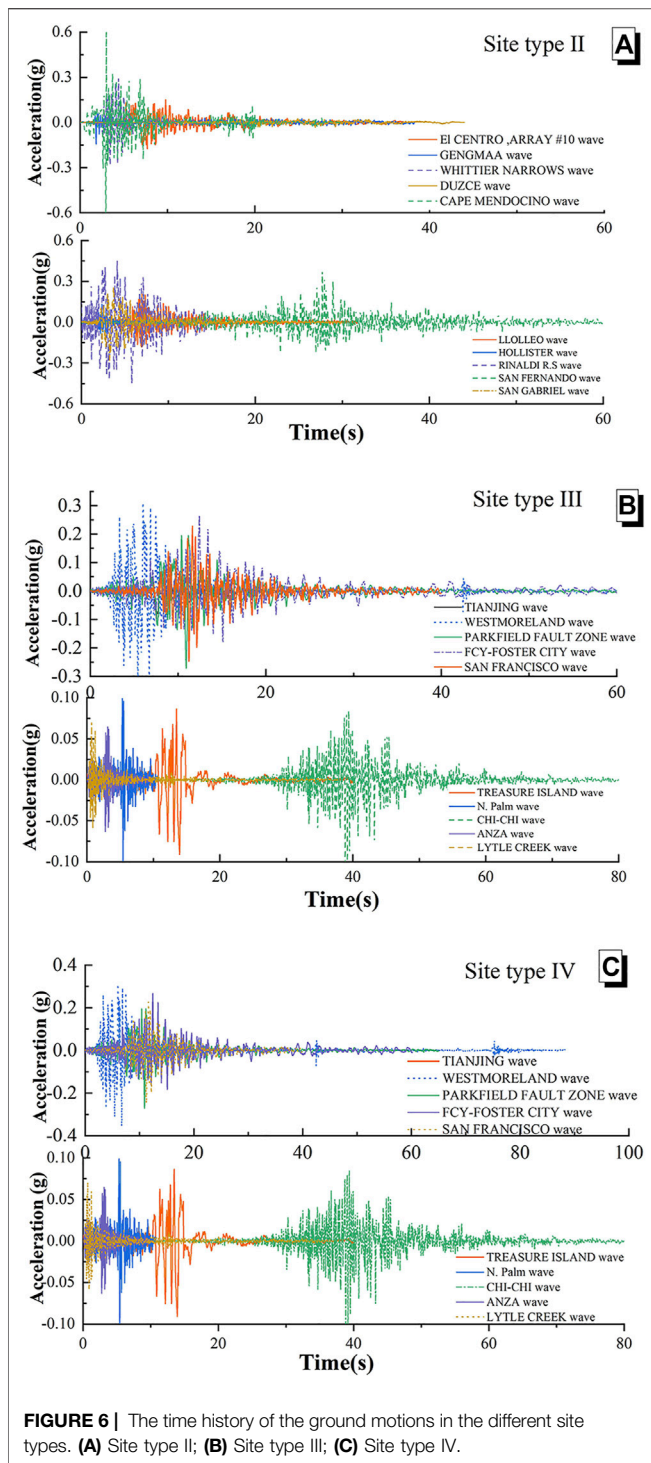 Site type II
A
Acceleration(g)
0.6
0.3
0.0
-0.3
-0.6
El CENTRO ,ARRAY #10 wave
GENGMAA wave
WHITTIER NARROWS wave
DUZCE wave
CAPE MENDOCINO wave
0 20 40 60
Acceleration(g)
0.6
0.3
0.0
-0.3
-0.6
LLOLLEO wave
HOLLISTER wave
RINALDI R.S wave
SAN FERNANDO wave
SAN GABRIEL wave
0 20 40 60
Time(s)
Site type III
B
Acceleration(g)
0.3
0.2
0.1
0.0
-0.1
-0.2
-0.3
TIANJING wave
WESTMORELAND wave
PARKFIELD FAULT ZONE wave
FCY-FOSTER CITY wave
SAN FRANCISCO wave
0 20 40 60
Acceleration(g)
0.10
0.05
0.00
-0.05
-0.10
TREASURE ISLAND wave
N. Palm wave
CHI-CHI wave
ANZA wave
LYTLE CREEK wave
0 20 40 60 80
Time(s)
Site type IV
C
Acceleration (g)
0.4
0.2
0.0
-0.2
-0.4
TIANJING wave
WESTMORELAND wave
PARKFIELD FAULT ZONE wave
FCY-FOSTER CITY wave
SAN FRANCISCO wave
0 20 40 60 80 100
Acceleration (g)
0.10
0.05
0.00
-0.05
-0.10
TREASURE ISLAND wave
N. Palm wave
CHI-CHI wave
ANZA wave
LYTLE CREEK wave
0 20 40 60 80
Time(s)
FIGURE 6 | The time history of the ground motions in the different site
types. (A) Site type II; (B) Site type III; (C) Site type IV.